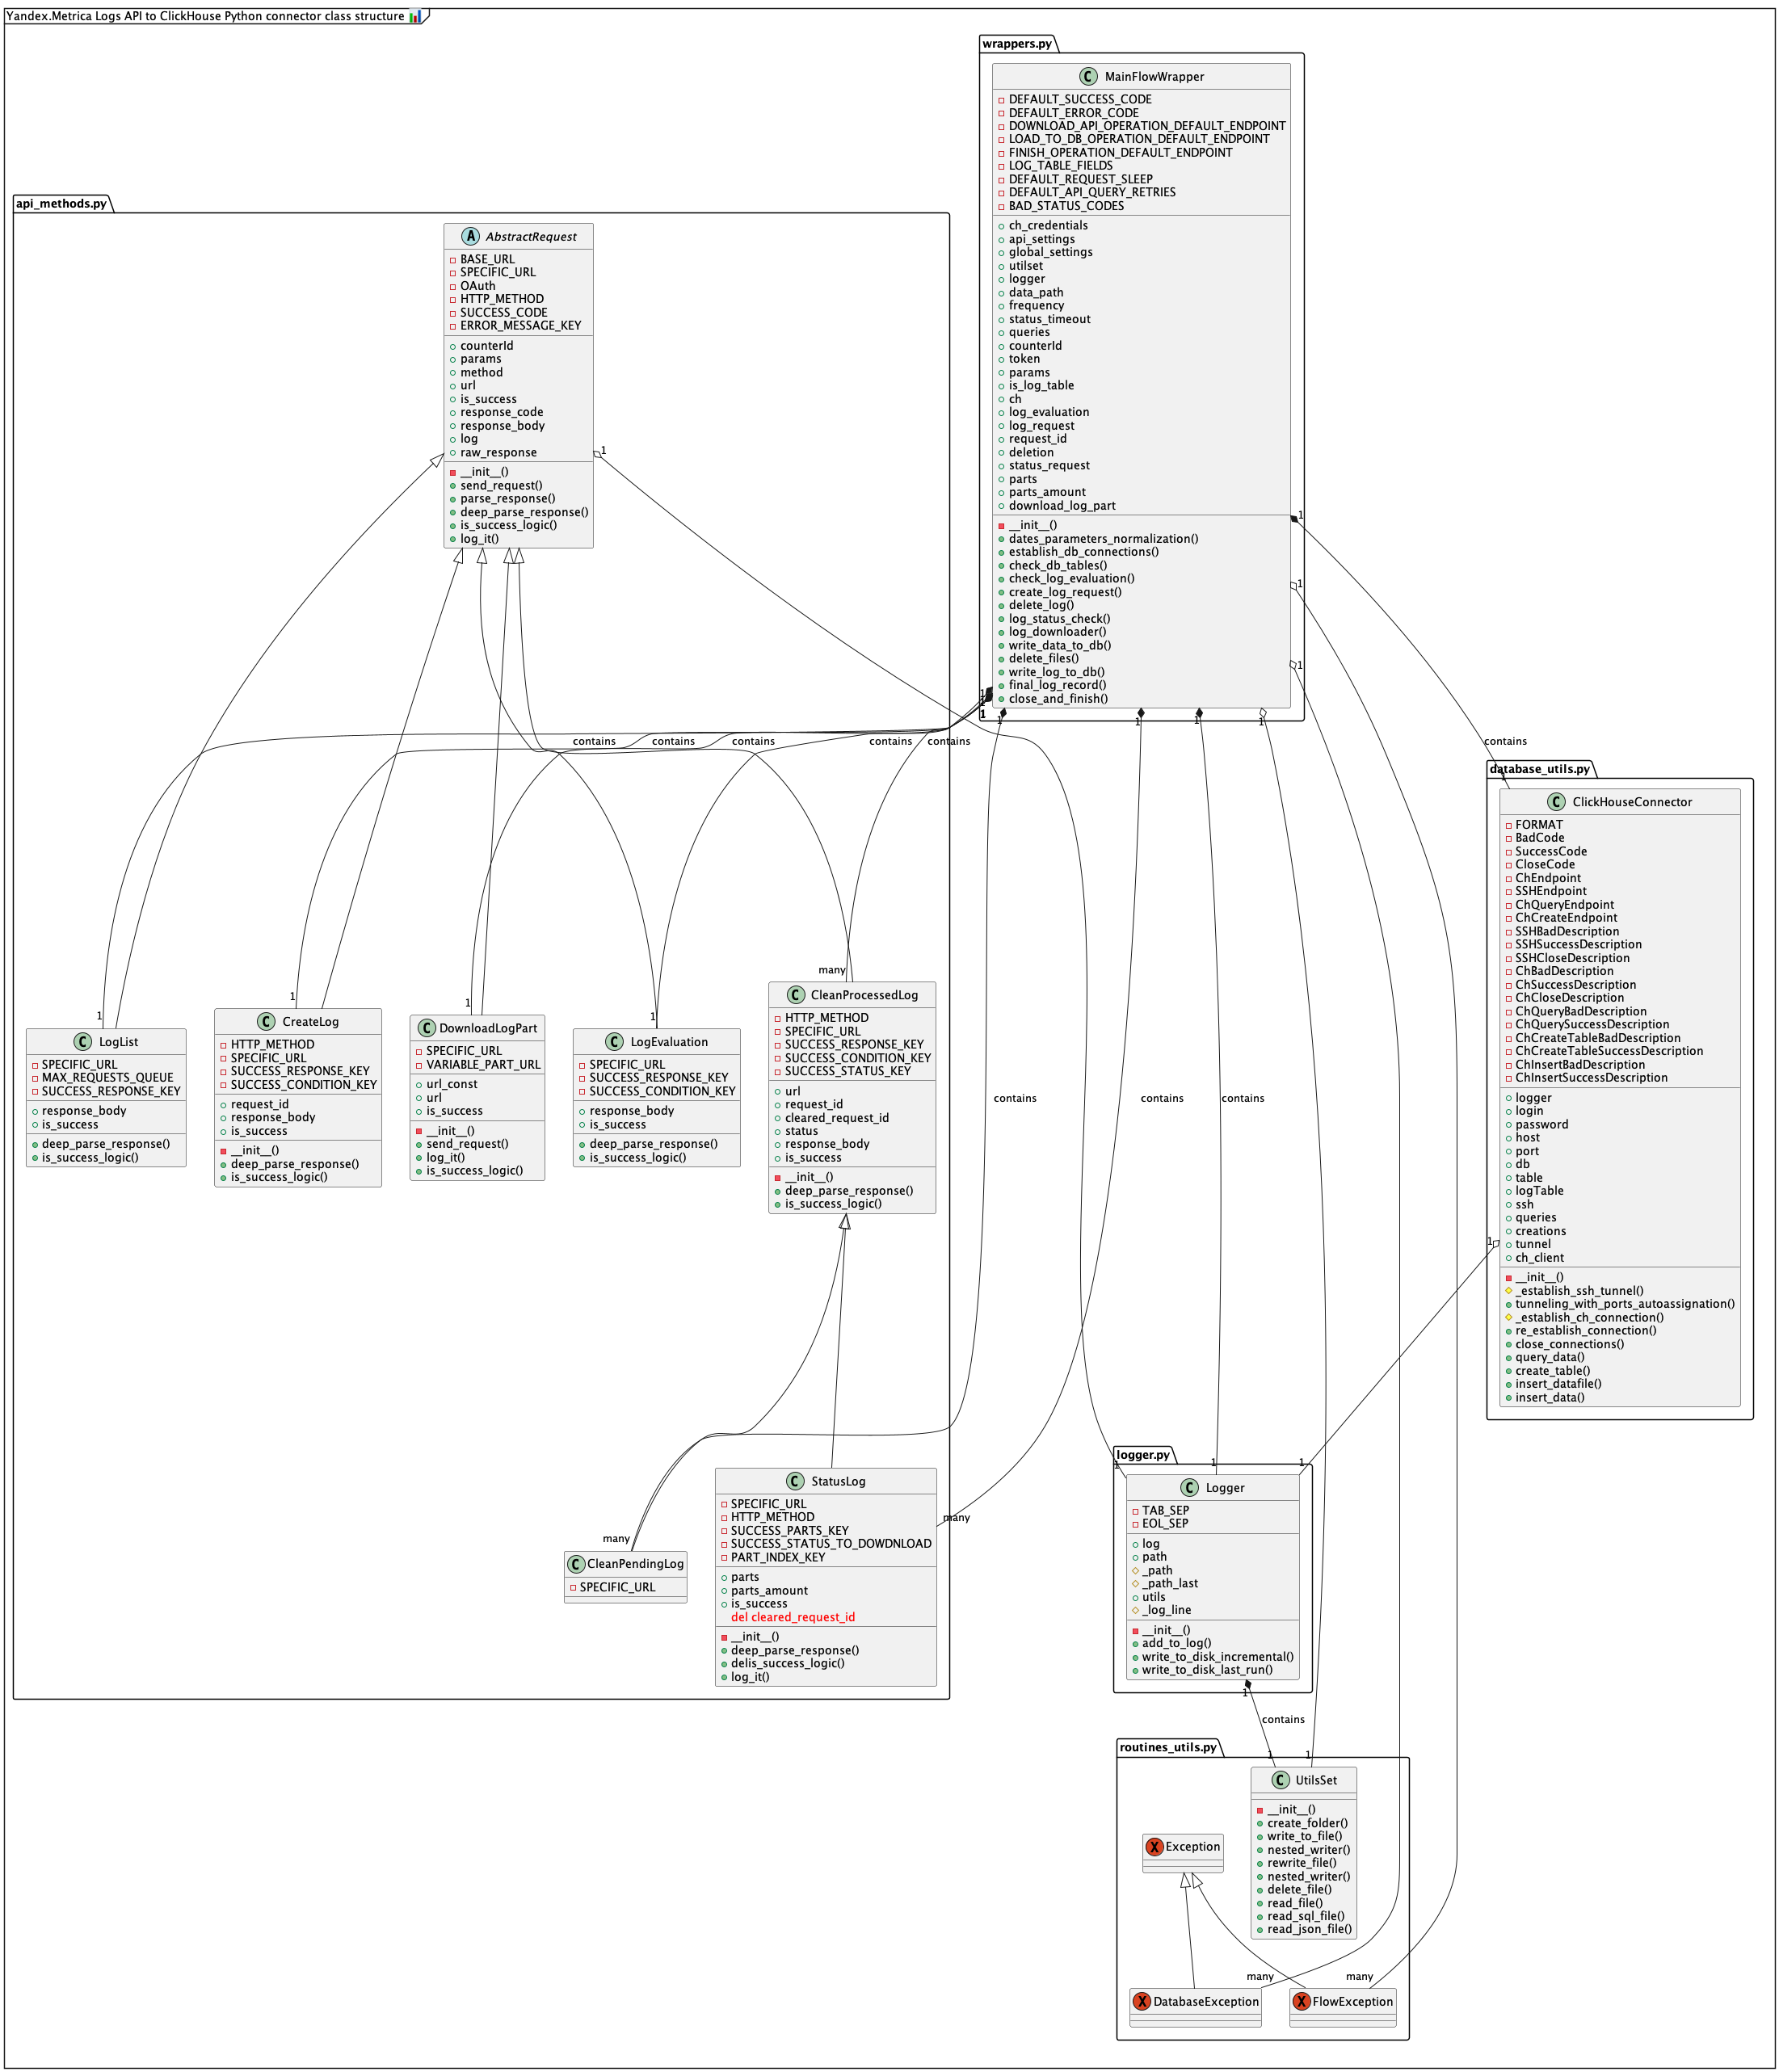 Yandex.Metrica Logs API to ClickHouse Python connector class structure
wrappers.py
MainFlowWrapper
DEFAULT_SUCCESS_CODE
DEFAULT_ERROR_CODE
DOWNLOAD_API_OPERATION_DEFAULT_ENDPOINT
LOAD_TO_DB_OPERATION_DEFAULT_ENDPOINT
FINISH_OPERATION_DEFAULT_ENDPOINT
LOG_TABLE_FIELDS
DEFAULT_REQUEST_SLEEP
DEFAULT_API_QUERY_RETRIES
BAD_STATUS_CODES
ch_credentials
api_settings
global_settings
utilset
logger
data_path
frequency
status_timeout
queries
counterId
token
params
is_log_table
ch
log_evaluation
log_request
request_id
deletion
status_request
parts
parts_amount
download_log_part
__init__()
dates_parameters_normalization()
establish_db_connections()
check_db_tables()
check_log_evaluation()
create_log_request()
delete_log()
log_status_check()
log_downloader()
write_data_to_db()
delete_files()
write_log_to_db()
final_log_record()
close_and_finish()
api_methods.py
AbstractRequest
BASE_URL
SPECIFIC_URL
OAuth
HTTP_METHOD
SUCCESS_CODE
ERROR_MESSAGE_KEY
counterId
params
method
url
is_success
response_code
response_body
log
raw_response
__init__()
send_request()
parse_response()
deep_parse_response()
is_success_logic()
log_it()
1
1
1
1
1
1
1
1
1
1
1
contains
contains
contains
contains
contains
contains
database_utils.py
1
ClickHouseConnector
FORMAT
BadCode
SuccessCode
CloseCode
ChEndpoint
SSHEndpoint
ChQueryEndpoint
ChCreateEndpoint
SSHBadDescription
SSHSuccessDescription
SSHCloseDescription
ChBadDescription
ChSuccessDescription
ChCloseDescription
ChQueryBadDescription
ChQuerySuccessDescription
ChCreateTableBadDescription
ChCreateTableSuccessDescription
ChInsertBadDescription
ChInsertSuccessDescription
logger
login
password
host
port
db
table
logTable
ssh
queries
creations
tunnel
ch_client
__init__()
_establish_ssh_tunnel()
tunneling_with_ports_autoassignation()
_establish_ch_connection()
re_establish_connection()
close_connections()
query_data()
create_table()
insert_datafile()
insert_data()
1
1
LogList
SPECIFIC_URL
MAX_REQUESTS_QUEUE
SUCCESS_RESPONSE_KEY
response_body
is_success
deep_parse_response()
is_success_logic()
1
CreateLog
HTTP_METHOD
SPECIFIC_URL
SUCCESS_RESPONSE_KEY
SUCCESS_CONDITION_KEY
request_id
response_body
is_success
__init__()
deep_parse_response()
is_success_logic()
1
DownloadLogPart
SPECIFIC_URL
VARIABLE_PART_URL
url_const
url
is_success
__init__()
send_request()
log_it()
is_success_logic()
1
LogEvaluation
SPECIFIC_URL
SUCCESS_RESPONSE_KEY
SUCCESS_CONDITION_KEY
response_body
is_success
deep_parse_response()
is_success_logic()
many
CleanProcessedLog
HTTP_METHOD
SPECIFIC_URL
SUCCESS_RESPONSE_KEY
SUCCESS_CONDITION_KEY
SUCCESS_STATUS_KEY
url
request_id
cleared_request_id
status
response_body
is_success
__init__()
deep_parse_response()
is_success_logic()
contains
contains
contains
many
CleanPendingLog
SPECIFIC_URL
StatusLog
SPECIFIC_URL
HTTP_METHOD
SUCCESS_PARTS_KEY
SUCCESS_STATUS_TO_DOWDNLOAD
PART_INDEX_KEY
parts
parts_amount
is_success
del cleared_request_id
__init__()
deep_parse_response()
delis_success_logic()
log_it()
many
logger.py
1
1
1
Logger
TAB_SEP
EOL_SEP
log
path
_path
_path_last
utils
_log_line
__init__()
add_to_log()
write_to_disk_incremental()
write_to_disk_last_run()
1
contains
routines_utils.py
1
1
UtilsSet
__init__()
create_folder()
write_to_file()
nested_writer()
rewrite_file()
nested_writer()
delete_file()
read_file()
read_sql_file()
read_json_file()
Exception
many
many
DatabaseException
FlowException